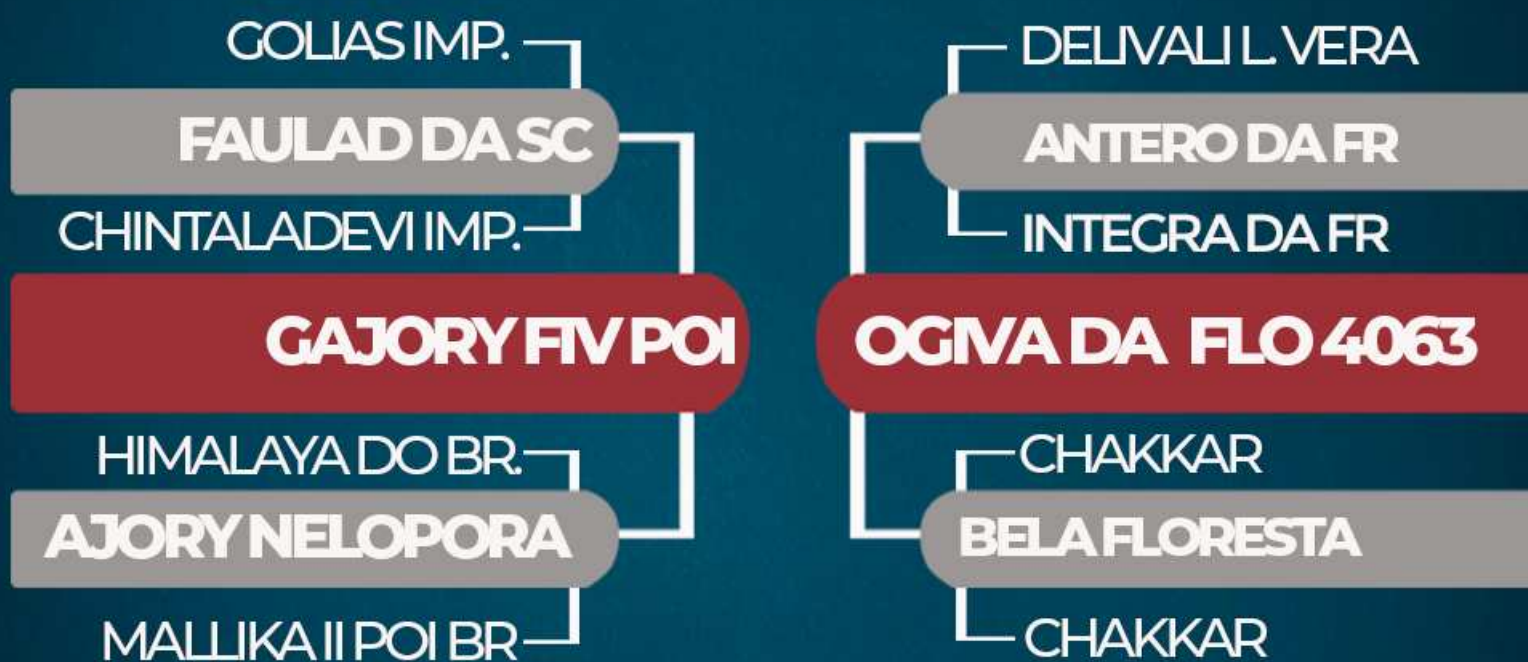 GOLIAS IMP.
FAULAD DA SC
CHINTALADEVI IMP.
GAJORY FIV POI
HIMALAYA DO BR.
AJORY NELOPORA
MALLIKA II POI BR
DELIVALI L. VERA
ANTERO DA FR
INTEGRA DA FR
OGIVA DA FLO 4063
CHAKKAR
BELA FLORESTA
CHAKKAR